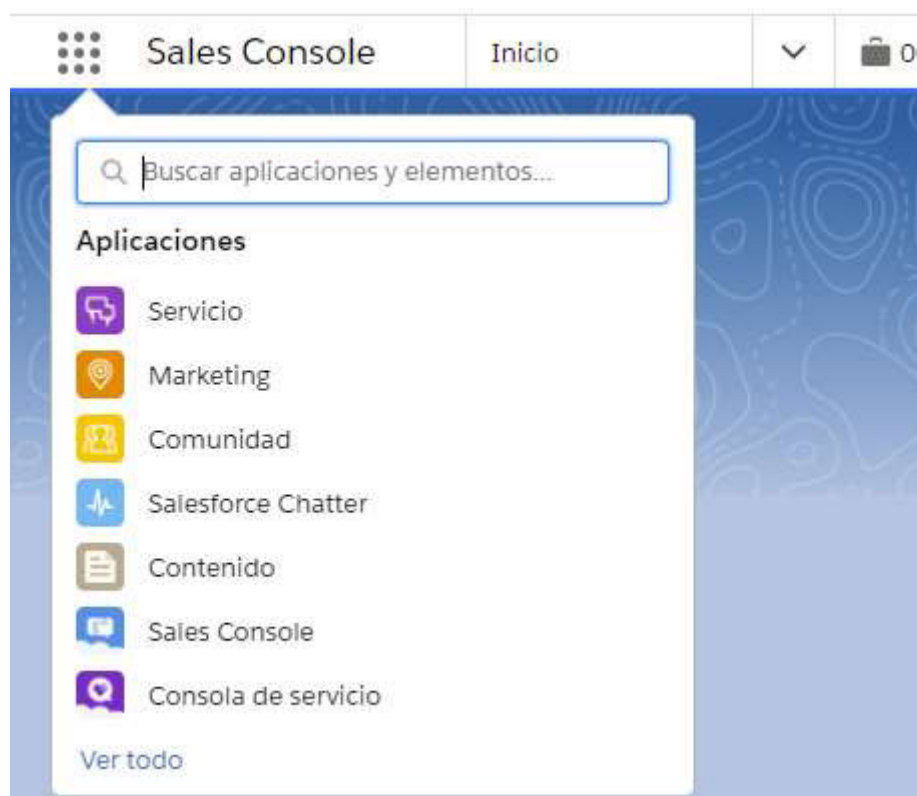 Sales Console
Inicio
0
Buscar aplicaciones y elementos...
Aplicaciones
Servicio
Marketing
Comunidad
Salesforce Chatter
Contenido
Sales Console
Consola de servicio
Ver todo